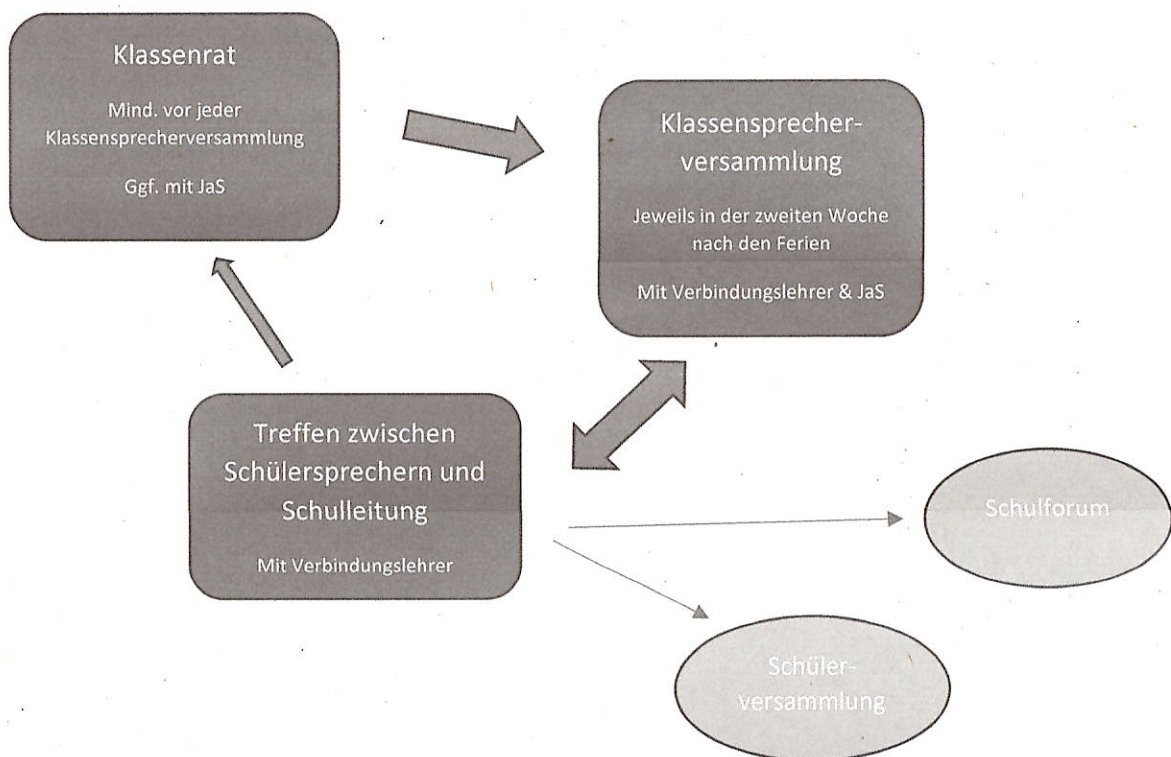 Klassenrat
Mind. vor jeder
Klassensprecherversammlung
Ggf. mit JaS
Klassensprecher-
versammlung
Jeweils in der zweiten Woche
nach den Ferien
Mit Verbindungslehrer & JaS
Treffen zwischen
Schülersprechern und
Schulleitung
Mit Verbindungslehrer
Schulforum
Schüler-
versammlung